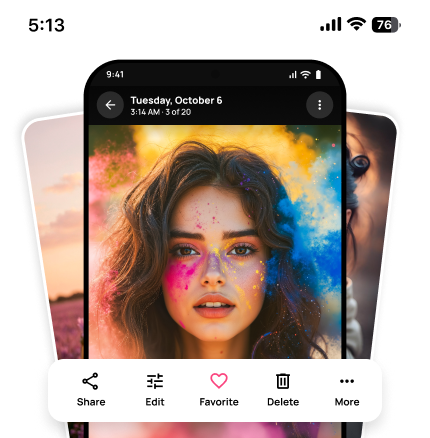 5:13
76
9:41
Tuesday, October 6
3:14 AM · 3 of 20
Share
Edit
Favorite
Delete
More